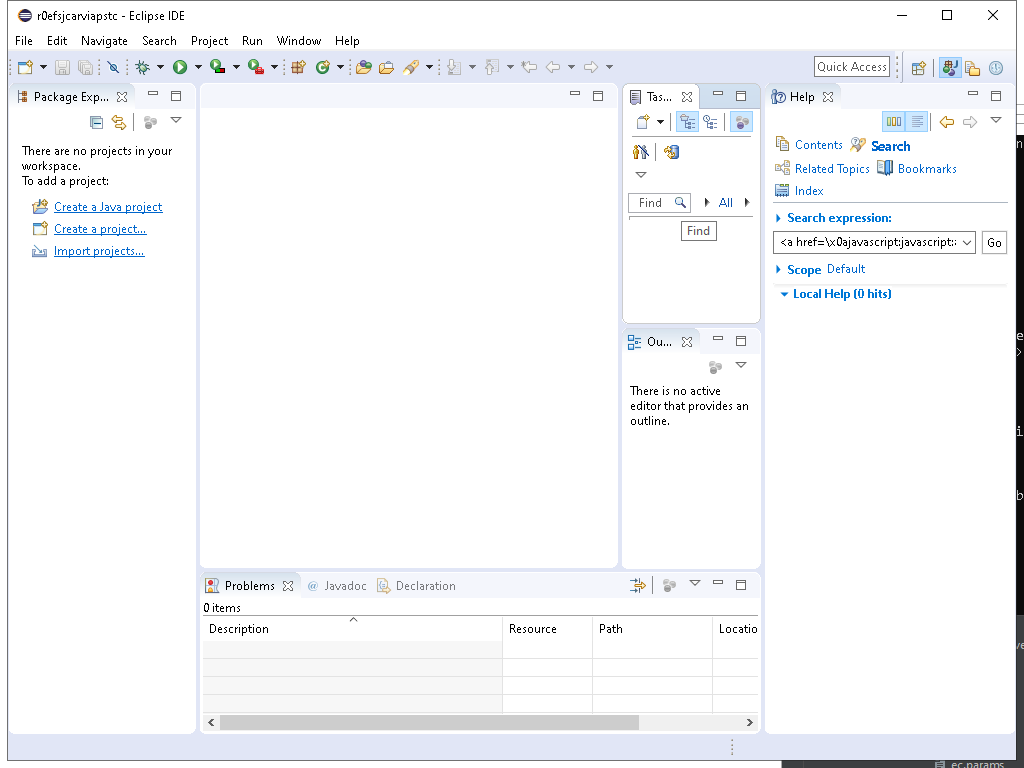 r0efsjcarviapstc - Eclipse IDE
File Edit Navigate Search Project Run Window Help
Quick Access
Package Exp...
There are no projects in your
workspace.
To add a project:
Create a Java project
Create a project...
Import projects...
Tas...
Find
All
Find
Ou...
There is no active
editor that provides an
outline.
Help
Contents
Search
Related Topics
Bookmarks
Index
Search expression:
<a href=\x0ajavascript:javascript:
Go
Scope Default
Local Help (0 hits)
Problems
@ Javadoc
Declaration
0 items
Description Resource Path Locatio
ec.params